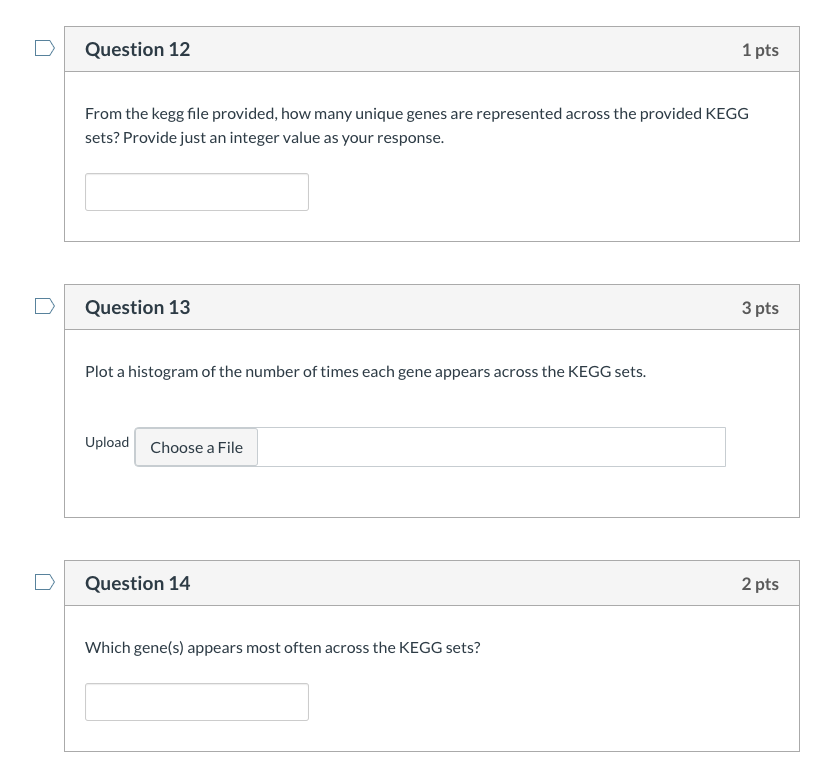 Question 12
1 pts
From the kegg file provided, how many unique genes are represented across the provided KEGG
sets? Provide just an integer value as your response.
Question 13
3 pts
Plot a histogram of the number of times each gene appears across the KEGG sets.
Upload
Choose a File
Question 14
2 pts
Which gene(s) appears most often across the KEGG sets?